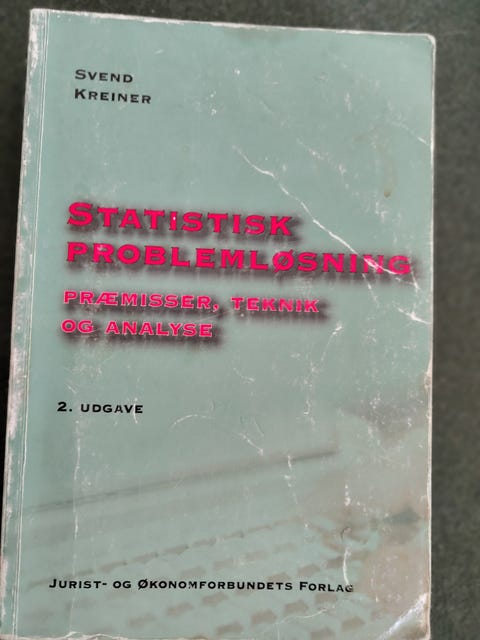 SVEND
KREINER
STATISTISK
PROBLEMLØSNING
PRÆMISSER, TEKNIK
OG ANALYSE
2. UDGAVE
JURIST- OG ØKONOMFORBUNDETS FORLAG